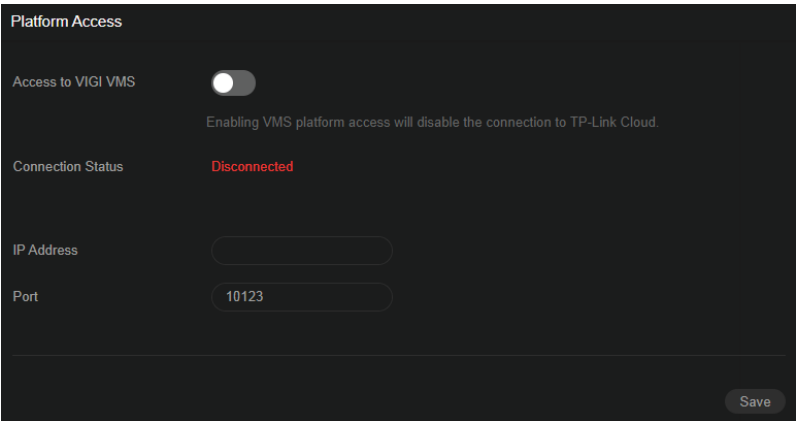 Platform Access
Access to VIGI VMS
Enabling VMS platform access will disable the connection to TP-Link Cloud.
Connection Status Disconnected
IP Address
Port 10123
Save